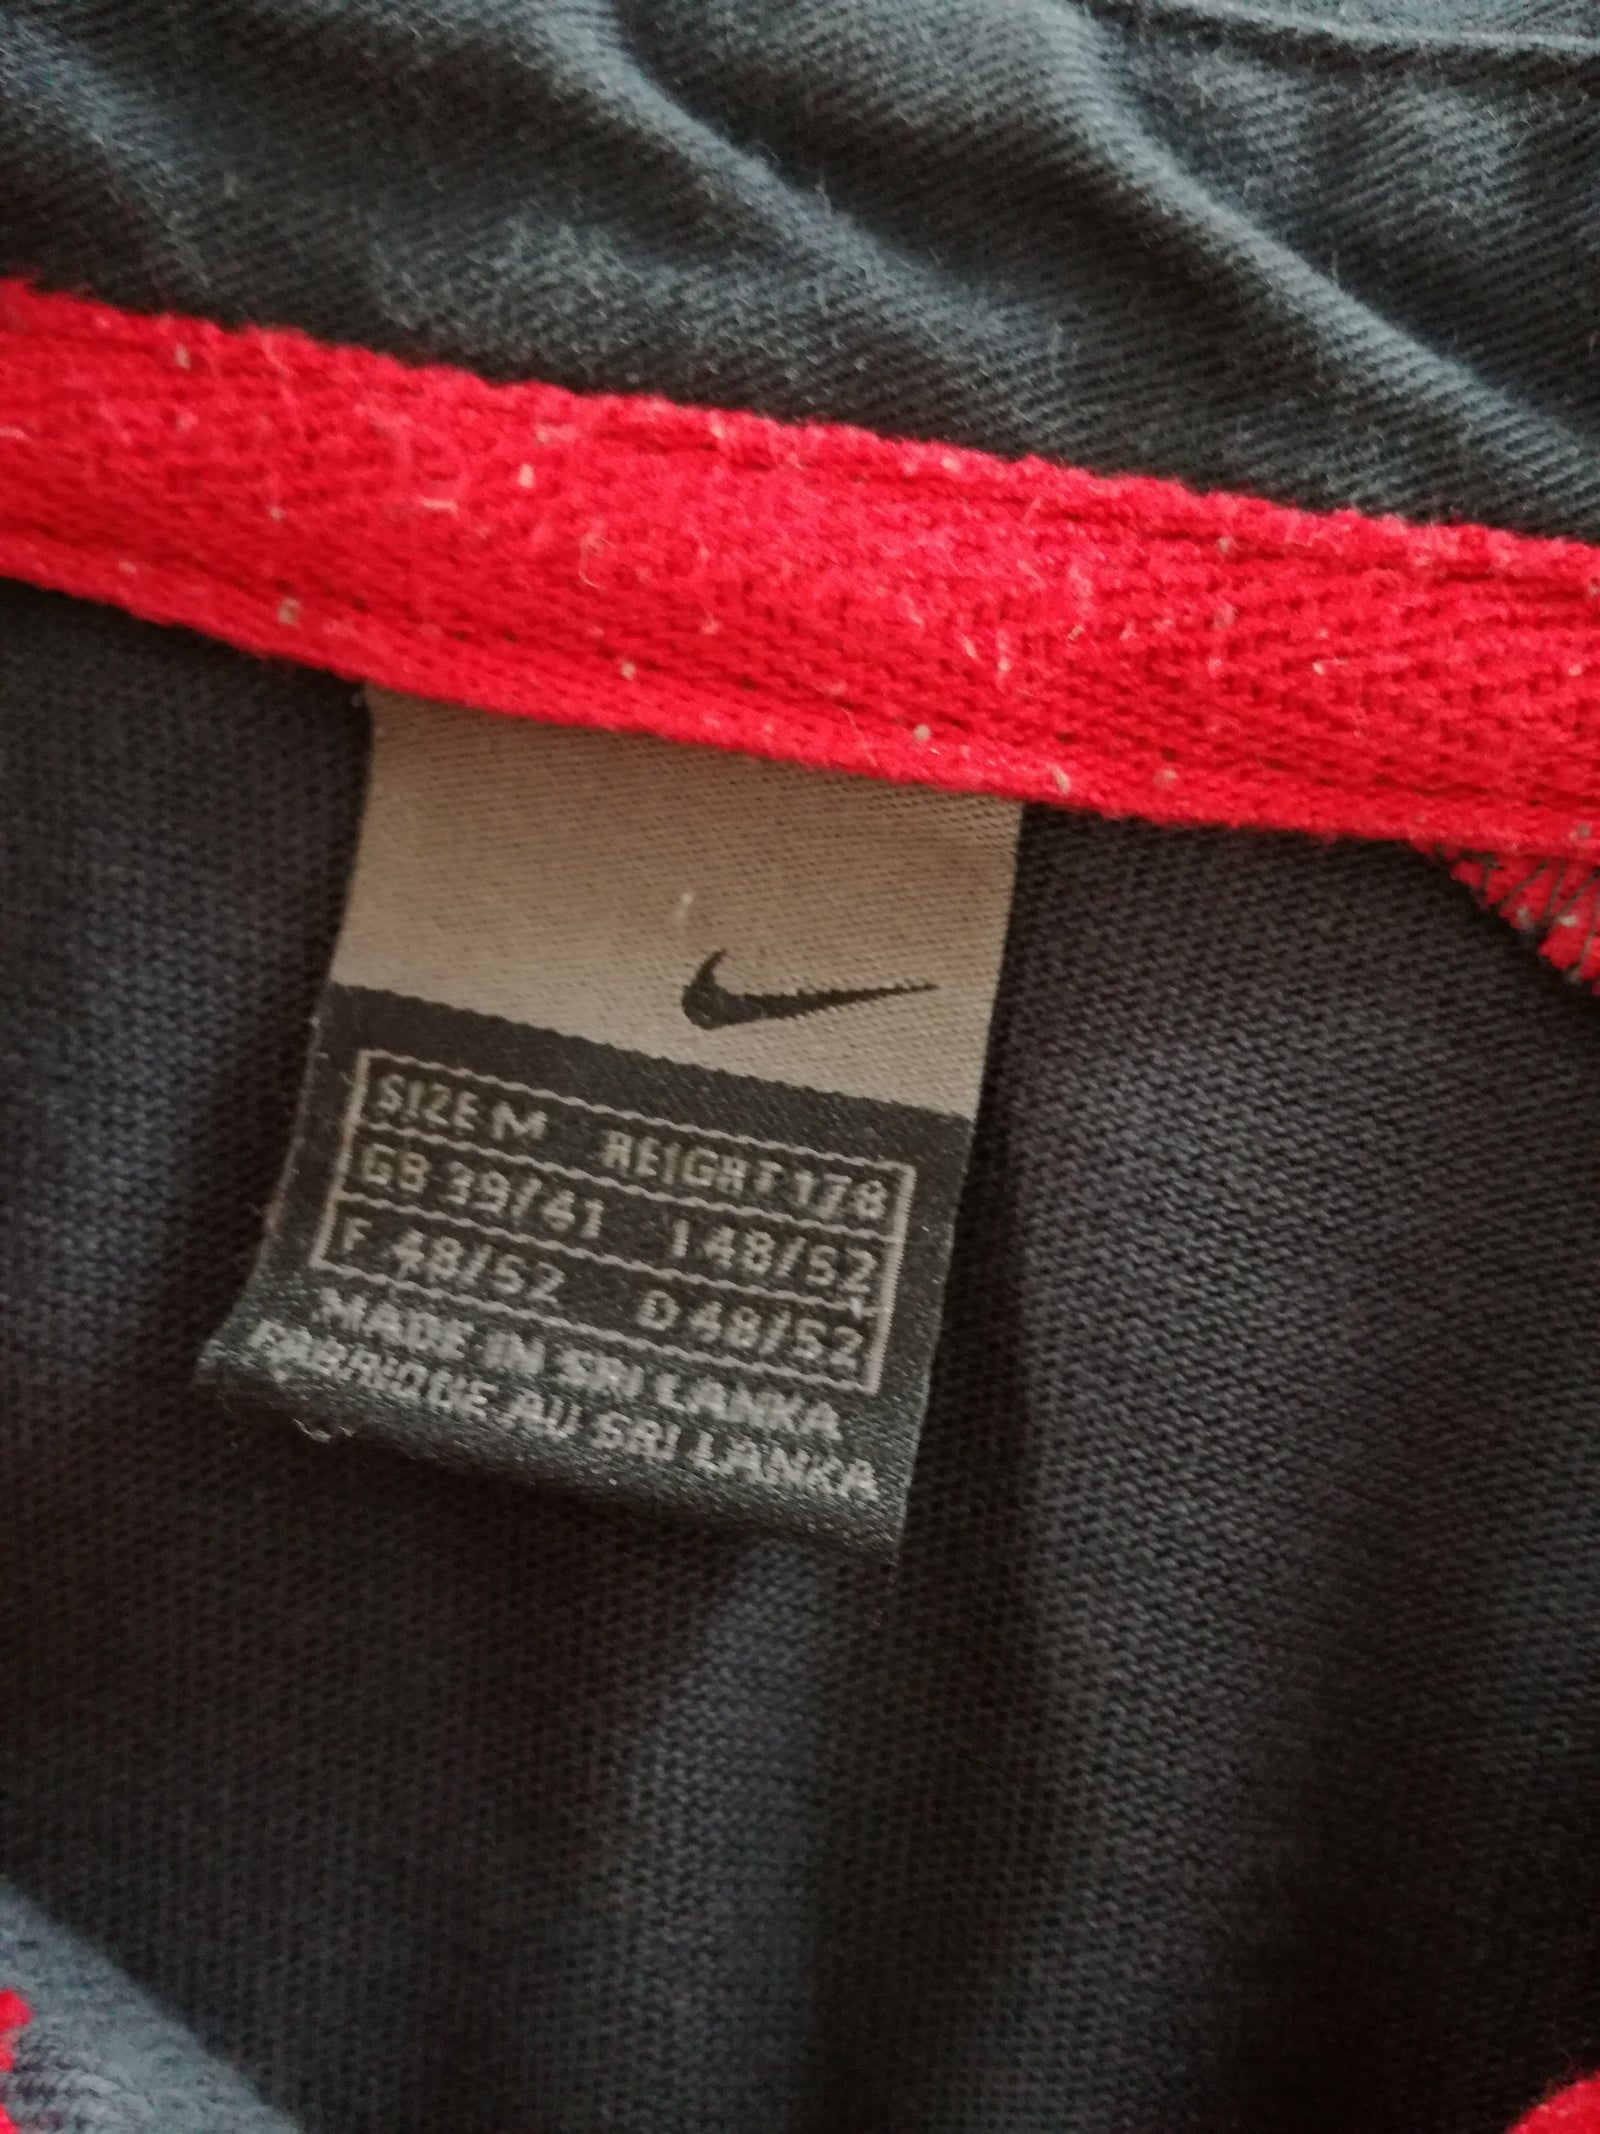 SIZE M HEIGHT 178
GB 39/41 I 48/52
F 48/52 D 48/52
MADE IN SRI LANKA
FABRIQUE AU SRI LANKA